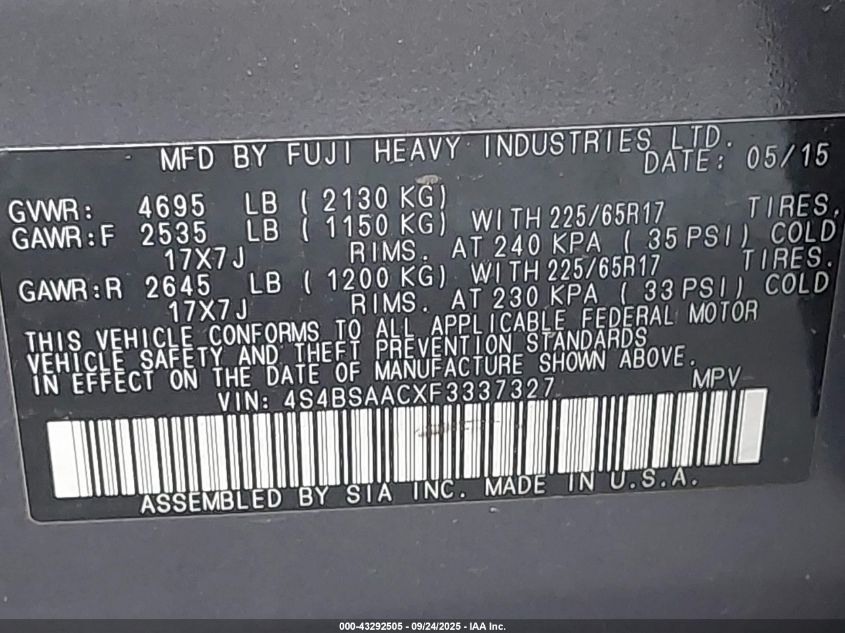 MFD BY FUJI HEAVY INDUSTRIES LTD.
DATE: 05/15
GVWR: 4695 LB ( 2130 KG)
GAWR:F 2535 LB ( 1150 KG) WITH 225/65R17 TIRES,
17X7J RIMS. AT 240 KPA ( 35 PSI) COLD
GAWR:R 2645 LB ( 1200 KG) WITH 225/65R17 TIRES.
17X7J RIMS. AT 230 KPA ( 33 PSI) COLD
THIS VEHICLE CONFORMS TO ALL APPLICABLE FEDERAL MOTOR
VEHICLE SAFETY AND THEFT PREVENTION STANDARDS
IN EFFECT ON THE DATE OF MANUFACTURE SHOWN ABOVE.
VIN: 4S4BSAACXF3337327 MPV
ASSEMBLED BY SIA INC. MADE IN U.S.A.
000-43292505 - 09/24/2025 - IAA Inc.